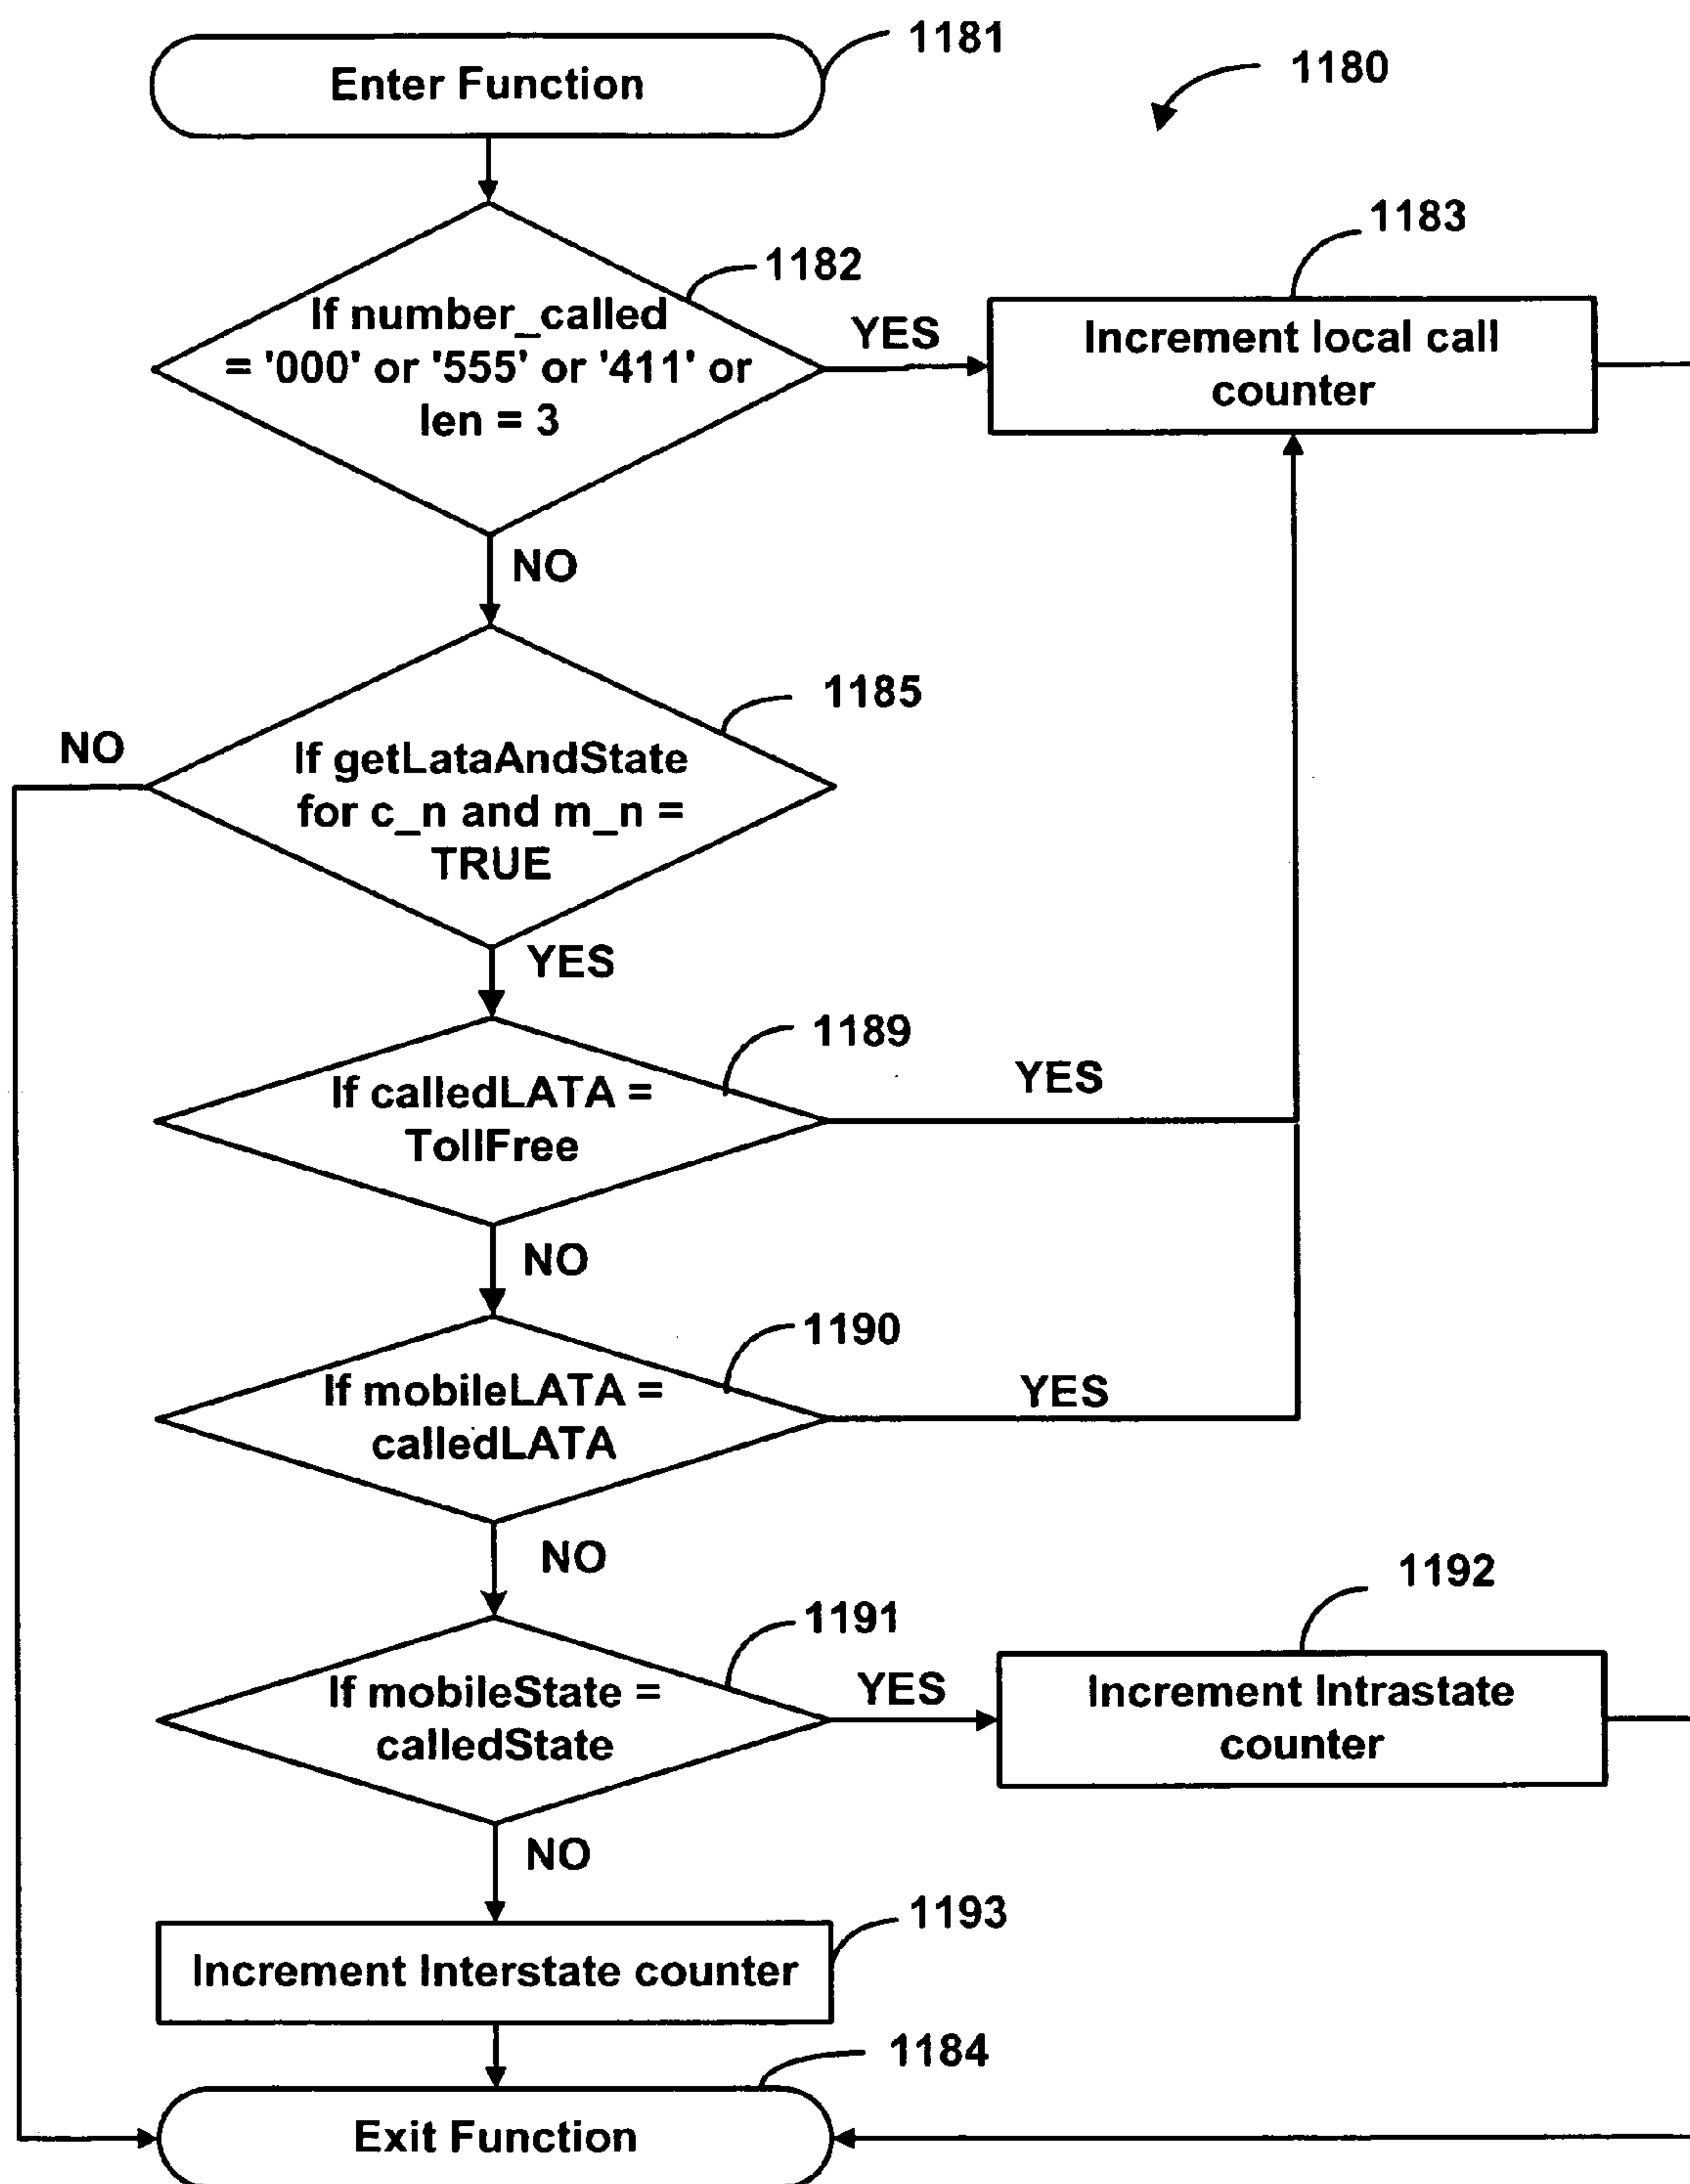 1181
Enter Function
1180
1182
1183
If number_called
= '000' or '555' or '411' or
len = 3
YES
Increment local call
counter
NO
1185
NO
If getLataAndState
for c_n and m_n =
TRUE
YES
1189
If calledLATA =
TollFree
YES
NO
1190
If mobileLATA =
calledLATA
YES
NO
1192
1191
If mobileState =
calledState
YES
Increment Intrastate
counter
NO
1193
Increment Interstate counter
1184
Exit Function